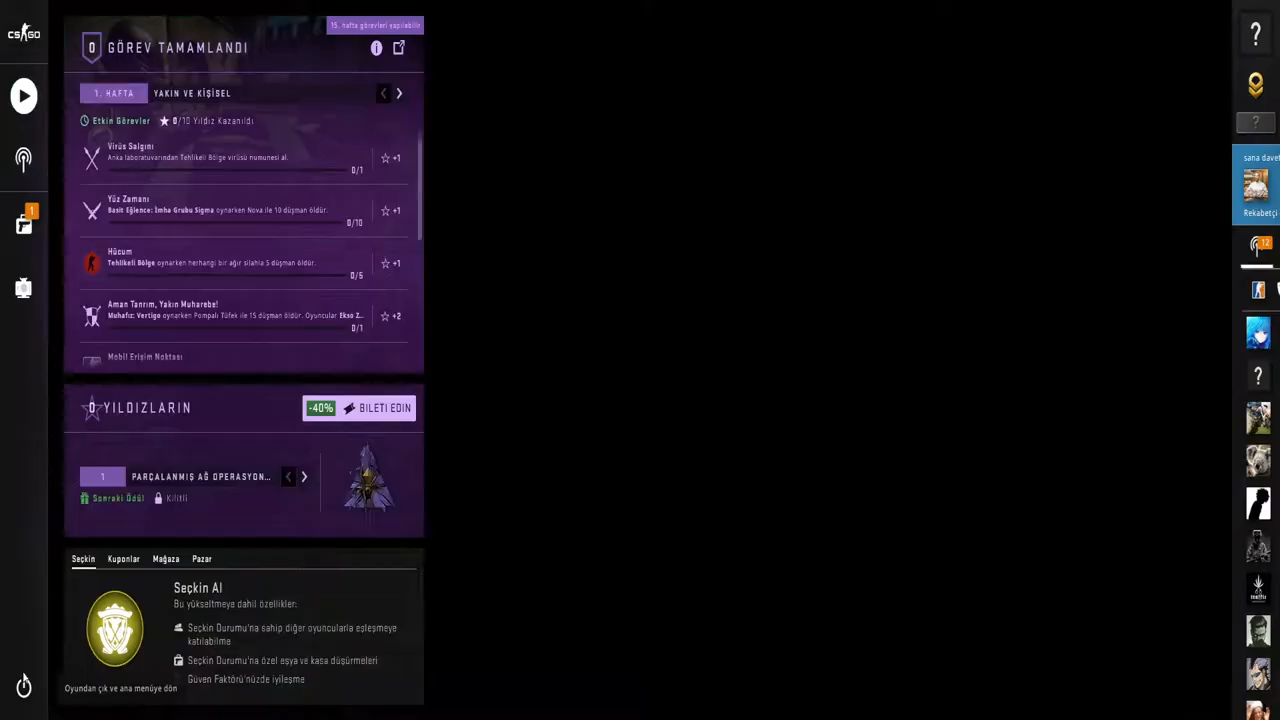 CS:GO
15. hafta görevleri yapılabilir
0 GÖREV TAMAMLANDI
1. HAFTA YAKIN VE KİŞİSEL
Etkin Görevler 0/10 Yıldız Kazanıldı
Virüs Salgını
Anka laboratuvarından Tehlikeli Bölge virüsü numunesi al.
+1
0/1
Yüz Zamanı
Basit Eğlence: İmha Grubu Sigma oynarken Nova ile 10 düşman öldür.
+1
0/10
Hücum
Tehlikeli Bölge oynarken herhangi bir ağır silahla 5 düşman öldür.
+1
0/5
Aman Tanrım, Yakın Muharebe!
Muhafız: Vertigo oynarken Pompalı Tüfek ile 15 düşman öldür. Oyuncular Ekso Z...
+2
0/1
Mobil Erişim Noktası
0 YILDIZLARIN
-40% BİLETİ EDİN
1 PARÇALANMIŞ AĞ OPERASYON...
Sonraki Ödül Kilitli
Seçkin Kuponlar Mağaza Pazar
Seçkin Al
Bu yükseltmeye dahil özellikler:
Seçkin Durumu'na sahip diğer oyuncularla eşleşmeye
katılabilme
Seçkin Durumu'na özel eşya ve kasa düşürmeleri
Güven Faktörü'nüzde iyileşme
Oyundan çık ve ana menüye dön
1
?
?
sana davet
Rekabetçi
12
?